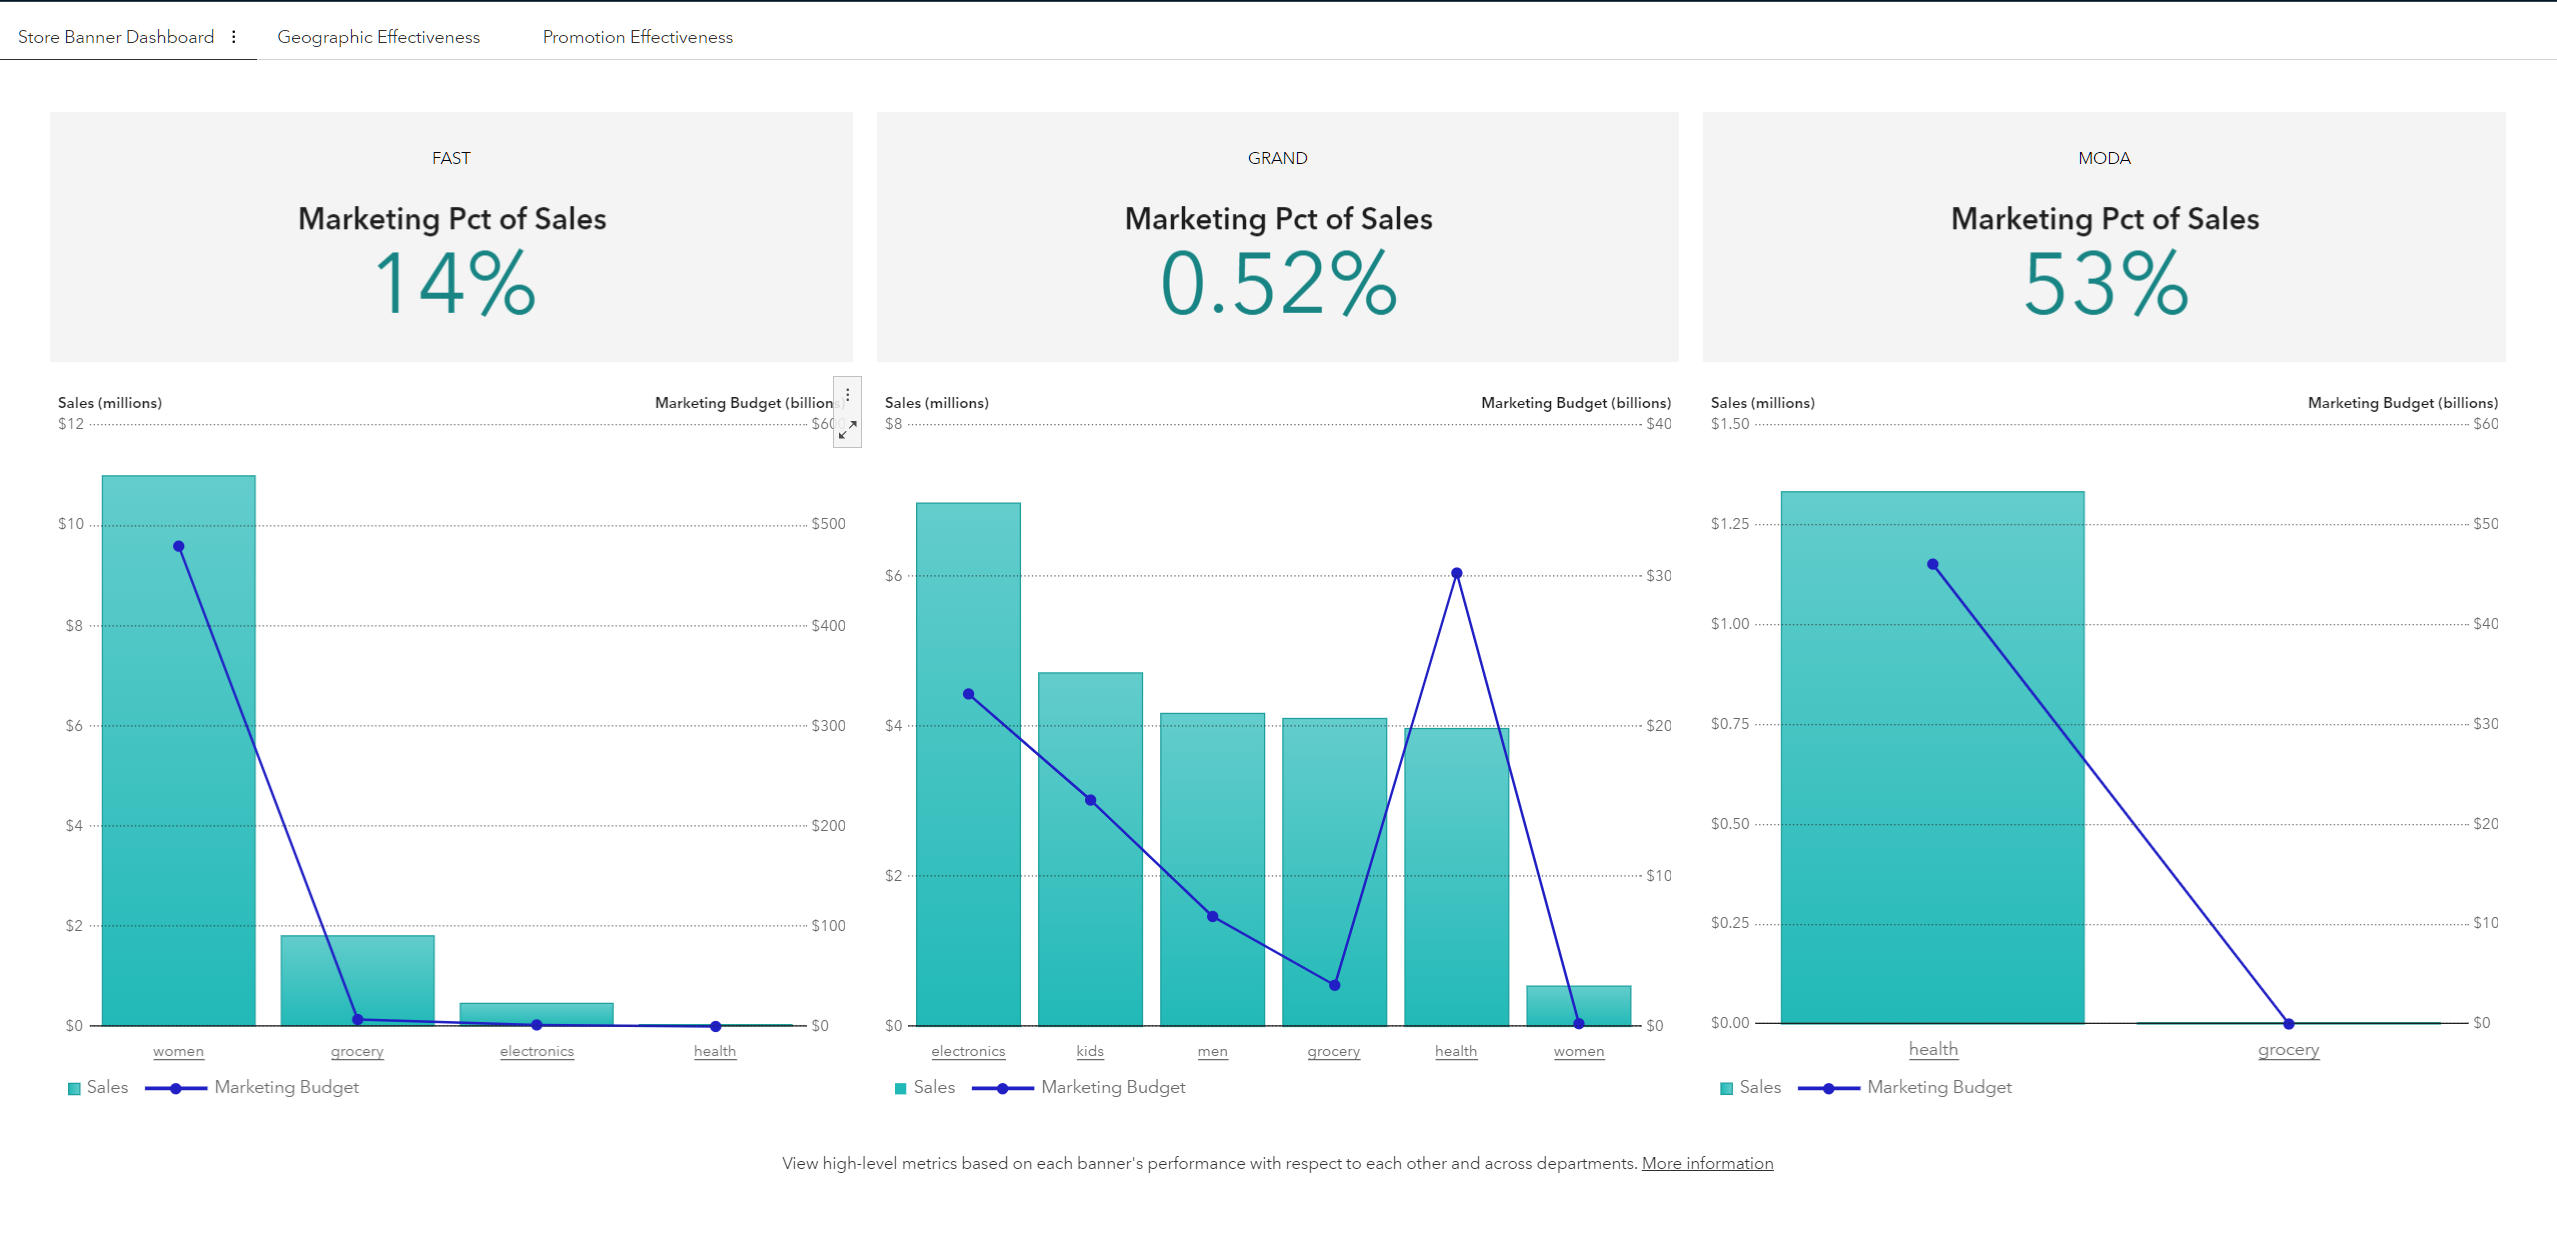 Store Banner Dashboard
Geographic Effectiveness
Promotion Effectiveness
FAST
Marketing Pct of Sales
14%
GRAND
Marketing Pct of Sales
0.52%
MODA
Marketing Pct of Sales
53%
Sales (millions)
Marketing Budget (billions)
$12
$600
$10
$500
$8
$400
$6
$300
$4
$200
$2
$100
$0
$0
women
grocery
electronics
health
Sales
Marketing Budget
Sales (millions)
Marketing Budget (billions)
$8
$40
$6
$30
$4
$20
$2
$10
$0
$0
electronics
kids
men
grocery
health
women
Sales
Marketing Budget
Sales (millions)
Marketing Budget (billions)
$1.50
$60
$1.25
$50
$1.00
$40
$0.75
$30
$0.50
$20
$0.25
$10
$0.00
$0
health
grocery
Sales
Marketing Budget
View high-level metrics based on each banner's performance with respect to each other and across departments. More information